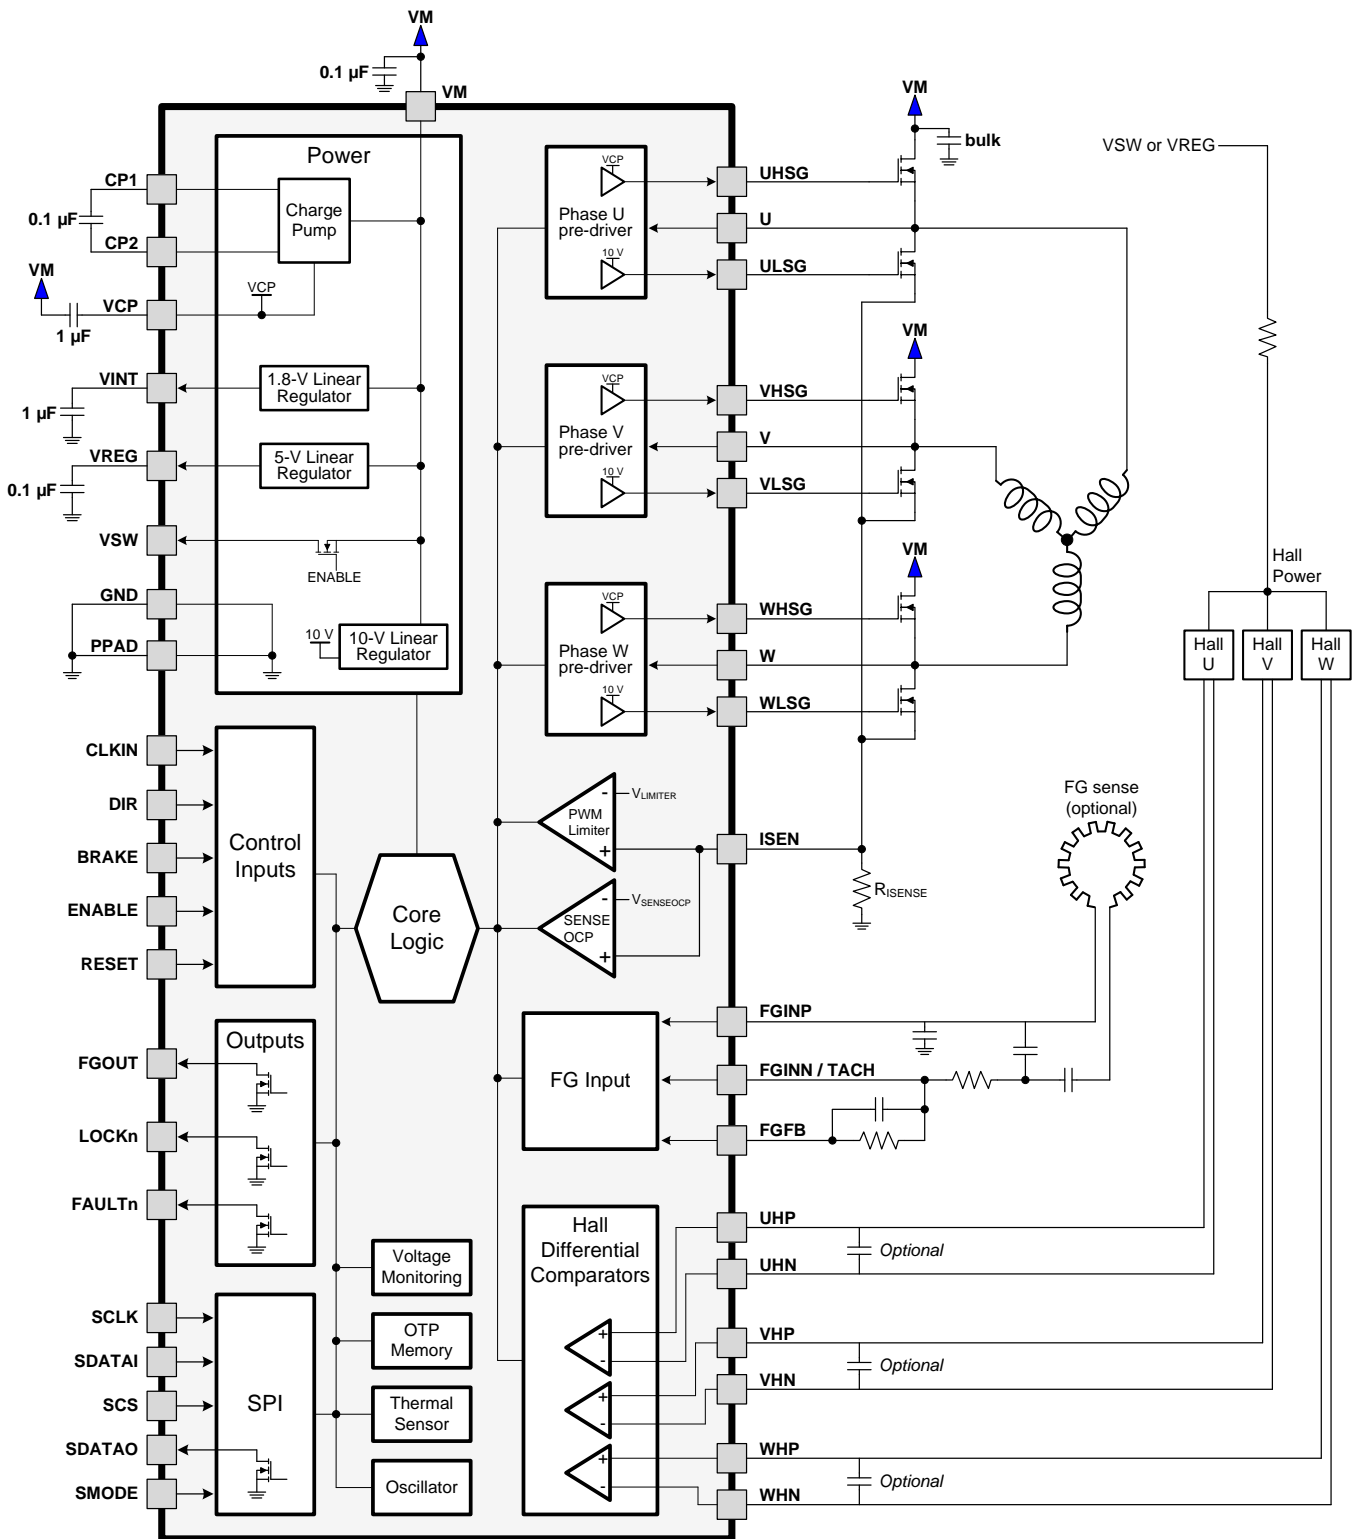 VM
0.1 µF
VM
Power
CP1
0.1 µF
CP2
Charge
Pump
VM
VCP
1 µF
VCP
VINT
1 µF
1.8-V Linear
Regulator
VREG
0.1 µF
5-V Linear
Regulator
VSW
ENABLE
GND
PPAD
10 V
10-V Linear
Regulator
CLKIN
DIR
BRAKE
ENABLE
RESET
Control
Inputs
Core
Logic
Outputs
FGOUT
LOCKn
FAULTn
Voltage
Monitoring
OTP
Memory
Thermal
Sensor
Oscillator
SCLK
SDATAI
SCS
SDATAO
SMODE
SPI
VCP
Phase U
pre-driver
10 V
UHSG
U
ULSG
VM
bulk
VCP
Phase V
pre-driver
10 V
VHSG
V
VLSG
VM
VCP
Phase W
pre-driver
10 V
WHSG
W
WLSG
VM
VSW or VREG
Hall
Power
Hall
U
Hall
V
Hall
W
-
VLIMITER
PWM
Limiter
+
ISEN
RISENSE
-
VSENSEOCP
SENSE
OCP
+
FG sense
(optional)
FG Input
FGINP
FGINN / TACH
FGFB
Hall
Differential
Comparators
+
-
+
-
+
-
UHP
Optional
UHN
VHP
Optional
VHN
WHP
Optional
WHN